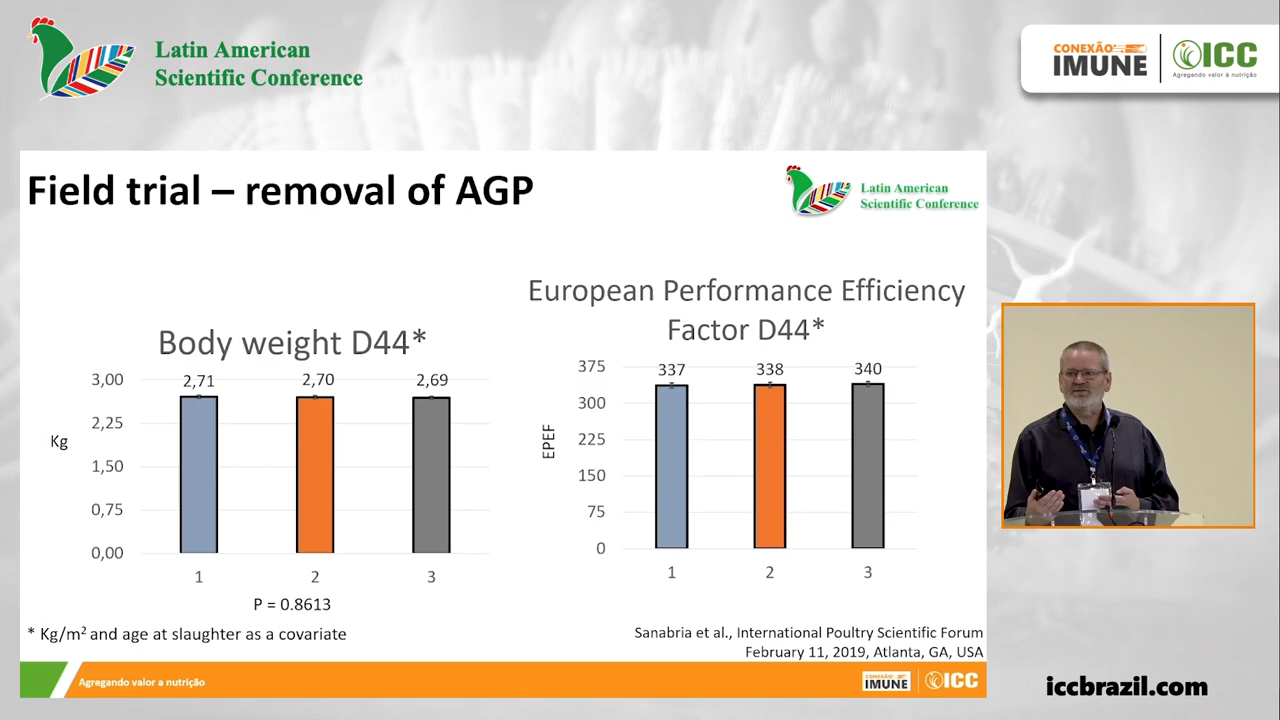 Latin American
Scientific Conference
CONEXÃO
IMUNE
ICC
Agregando valor à nutrição
Field trial – removal of AGP
Latin American
Scientific Conference
Body weight D44*
3,00
2,25
1,50
0,75
0,00
Kg
2,71
2,70
2,69
1
2
3
P = 0.8613
European Performance Efficiency
Factor D44*
375
300
225
150
75
0
EPEF
337
338
340
1
2
3
* Kg/m² and age at slaughter as a covariate
Sanabria et al., International Poultry Scientific Forum
February 11, 2019, Atlanta, GA, USA
Agregando valor a nutrição
CONEXÃO
IMUNE
ICC
iccbrazil.com